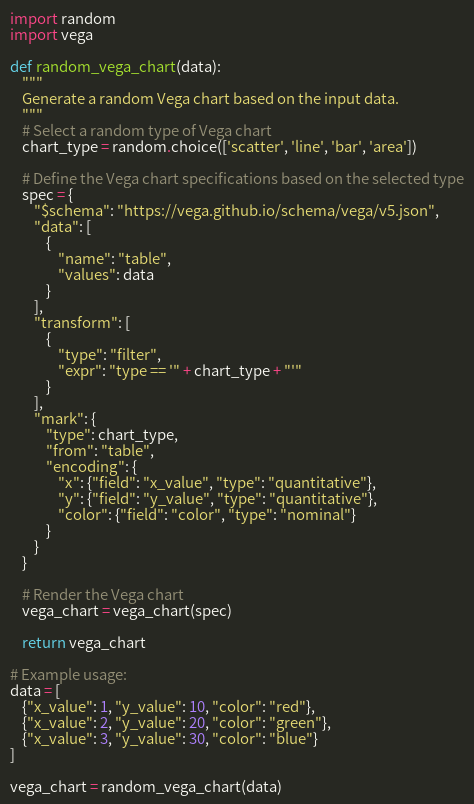 import random
import vega

def random_vega_chart(data):
    """
    Generate a random Vega chart based on the input data.
    """
    # Select a random type of Vega chart
    chart_type = random.choice(['scatter', 'line', 'bar', 'area'])

    # Define the Vega chart specifications based on the selected type
    spec = {
        "$schema": "https://vega.github.io/schema/vega/v5.json",
        "data": [
            {
                "name": "table",
                "values": data
            }
        ],
        "transform": [
            {
                "type": "filter",
                "expr": "type == '" + chart_type + "'"
            }
        ],
        "mark": {
            "type": chart_type,
            "from": "table",
            "encoding": {
                "x": {"field": "x_value", "type": "quantitative"},
                "y": {"field": "y_value", "type": "quantitative"},
                "color": {"field": "color", "type": "nominal"}
            }
        }
    }

    # Render the Vega chart
    vega_chart = vega_chart(spec)

    return vega_chart

# Example usage:
data = [
    {"x_value": 1, "y_value": 10, "color": "red"},
    {"x_value": 2, "y_value": 20, "color": "green"},
    {"x_value": 3, "y_value": 30, "color": "blue"}
]

vega_chart = random_vega_chart(data)